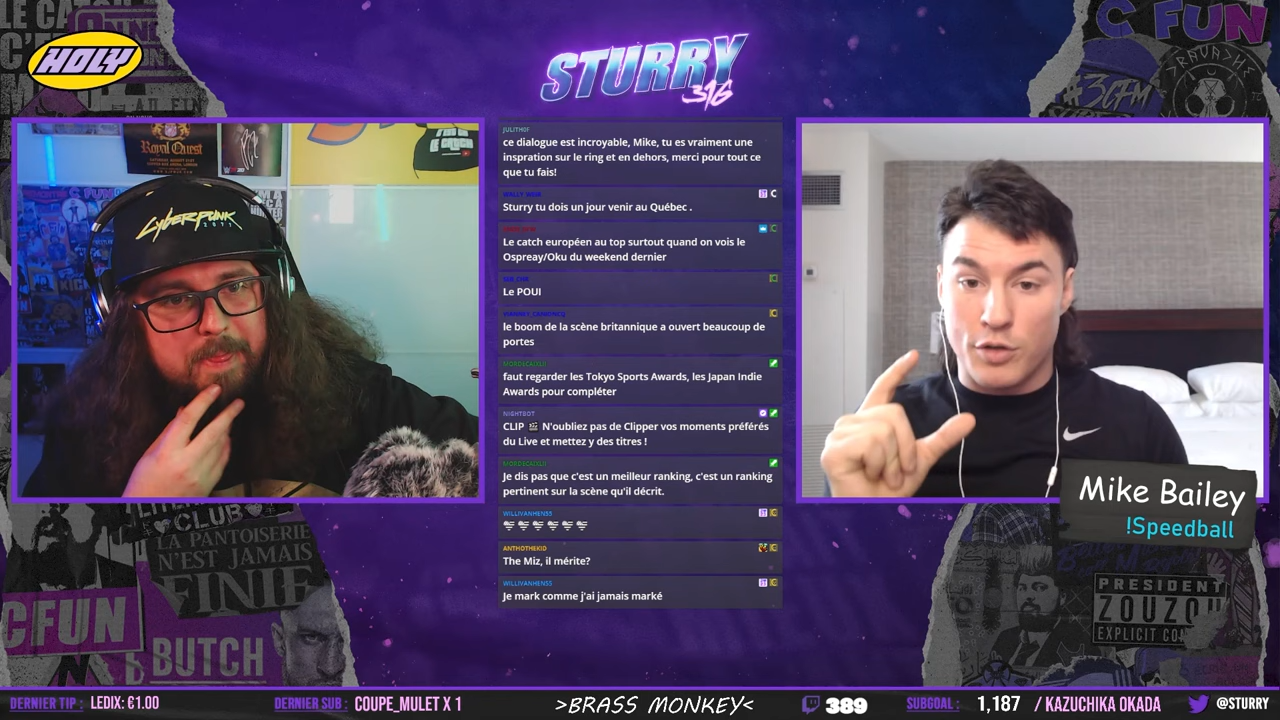 HOLY
STURRY
316
C FUN
#3CFM
Royal Quest
CYBERPUNK
JULITH0F
ce dialogue est incroyable, Mike, tu es vraiment une
inspration sur le ring et en dehors, merci pour tout ce
que tu fais!
Sturry tu dois un jour venir au Québec .
Le catch européen au top surtout quand on vois le
Ospreay/Oku du weekend dernier
Le POUI
le boom de la scène britannique a ouvert beaucoup de
portes
faut regarder les Tokyo Sports Awards, les Japan Indie
Awards pour compléter
NIGHTBOT
CLIP 🎬 N'oubliez pas de Clipper vos moments préférés
du Live et mettez y des titres !
Je dis pas que c'est un meilleur ranking, c'est un ranking
pertinent sur la scène qu'il décrit.
WILLIVANHENSS
ANTHOTHEKID
The Miz, il mérite?
WILLIVANHENSS
Je mark comme j'ai jamais marké
Mike Bailey
!Speedball
CLUB
LA PANTOISERIE
N'EST JAMAIS
FINIE
CFUN
BUTCH
PRESIDENT
ZOUZOU
DERNIER TIP : LEDIX: €1.00
DERNIER SUB : COUPE_MULET X 1
>BRASS MONKEY<
389
SUBGOAL : 1,187 / KAZUCHIKA OKADA
@STURRY